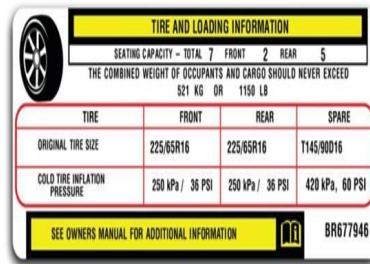 TIRE AND LOADING INFORMATION
SEATING CAPACITY – TOTAL 7 FRONT 2 REAR 5
THE COMBINED WEIGHT OF OCCUPANTS AND CARGO SHOULD NEVER EXCEED
521 KG OR 1150 LB
TIRE FRONT REAR SPARE
ORIGINAL TIRE SIZE 225/65R16 225/65R16 T145/90D16
COLD TIRE INFLATION
PRESSURE 250 kPa / 36 PSI 250 kPa / 36 PSI 420 kPa, 60 PSI
SEE OWNERS MANUAL FOR ADDITIONAL INFORMATION BR677946